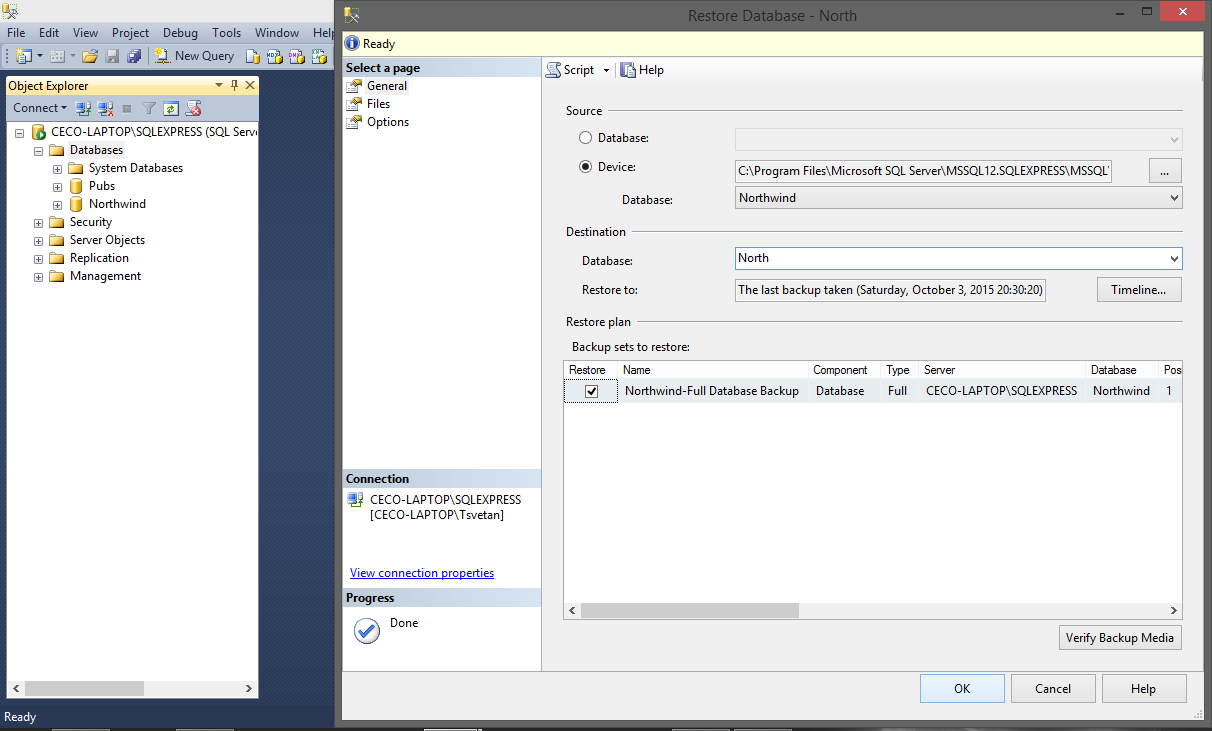 File Edit View Project Debug Tools Window Help
New Query
Object Explorer
Connect
CECO-LAPTOP\SQLEXPRESS (SQL Serve
Databases
System Databases
Pubs
Northwind
Security
Server Objects
Replication
Management
Ready
Restore Database - North
Ready
Select a page
General
Files
Options
Connection
CECO-LAPTOP\SQLEXPRESS
[CECO-LAPTOP\Tsvetan]
View connection properties
Progress
Done
Script Help
Source
Database:
Device: C:\Program Files\Microsoft SQL Server\MSSQL12.SQLEXPRESS\MSSQL\ ...
Database: Northwind
Destination
Database: North
Restore to: The last backup taken (Saturday, October 3, 2015 20:30:20) Timeline...
Restore plan
Backup sets to restore:
Restore Name Component Type Server Database Pos
Northwind-Full Database Backup Database Full CECO-LAPTOP\SQLEXPRESS Northwind 1
Verify Backup Media
OK Cancel Help